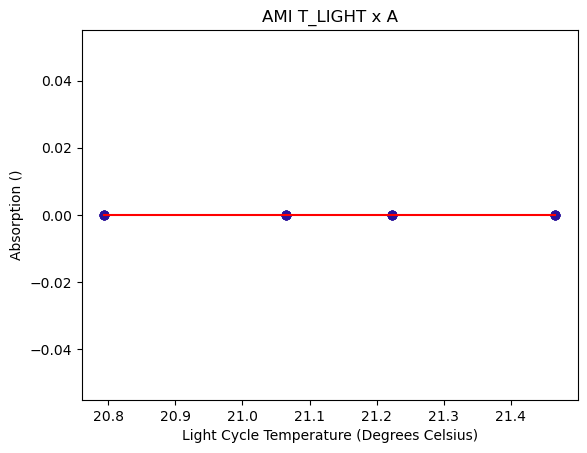 AMI T_LIGHT x A
0.04
0.02
0.00
−0.02
−0.04
Absorption ()
20.8 20.9 21.0 21.1 21.2 21.3 21.4
Light Cycle Temperature (Degrees Celsius)